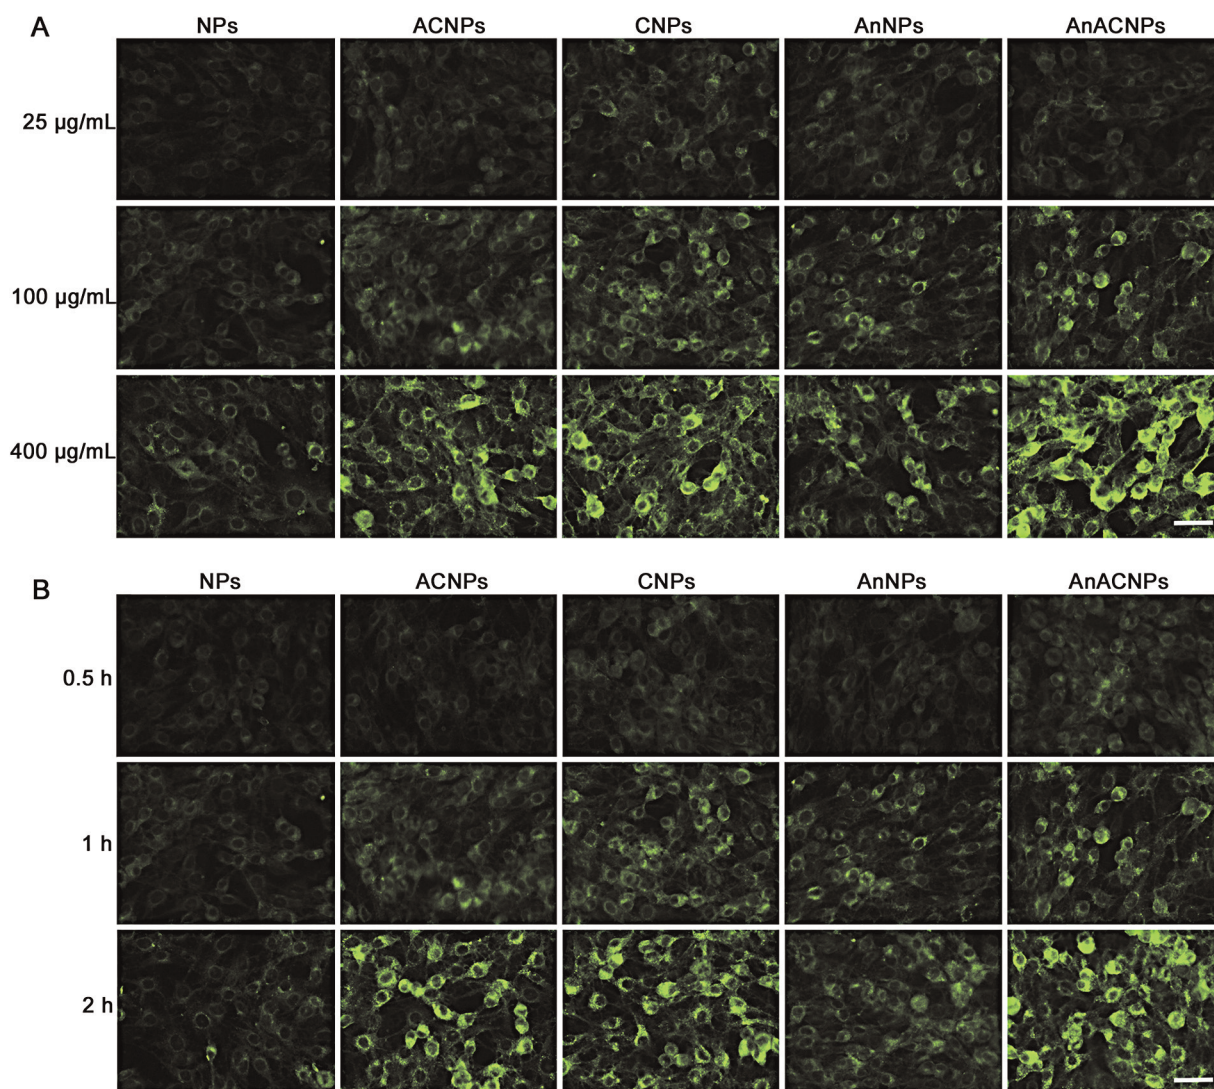 A
NPs ACNPs CNPs AnNPs AnACNPs
25 µg/mL
100 µg/mL
400 µg/mL
B
NPs ACNPs CNPs AnNPs AnACNPs
0.5 h
1 h
2 h